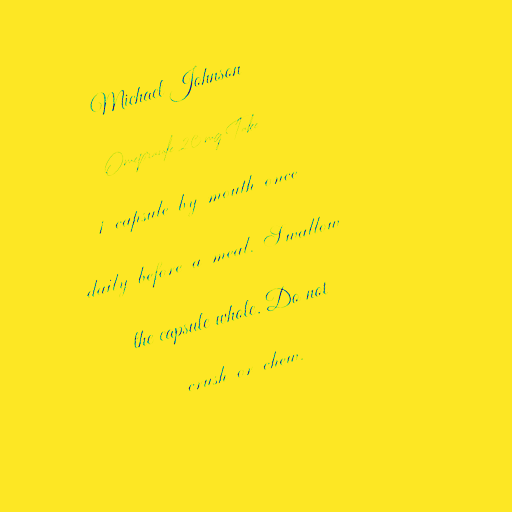 Michael Johnson
Omeprazole 20 mg Take
1 capsule by mouth once
daily before a meal. Swallow
the capsule whole. Do not
crush or chew.